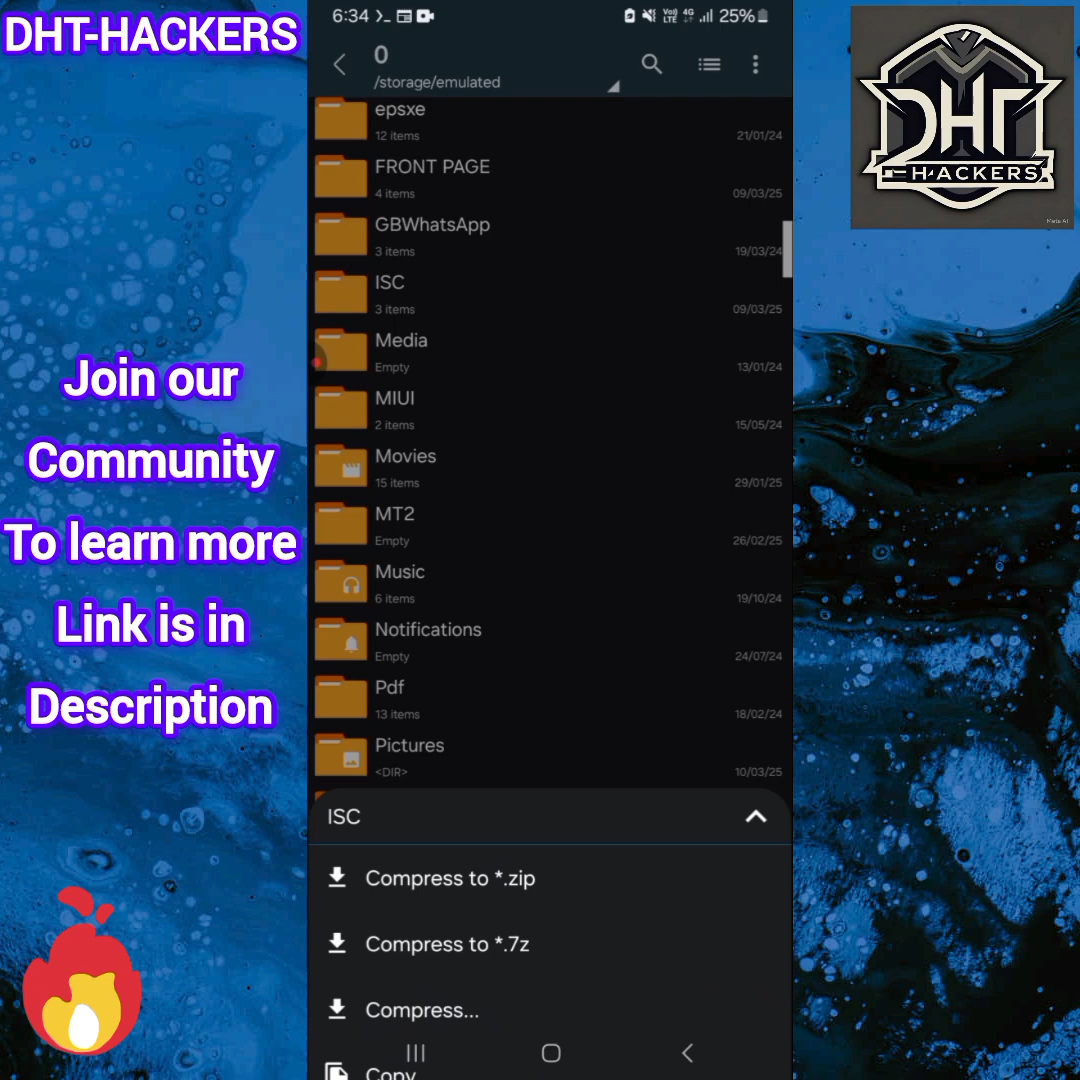 DHT-HACKERS
Join our
Community
To learn more
Link is in
Description
6:34
Vo)) LTE 4G 25%
0
/storage/emulated
epsxe
12 items 21/01/24
FRONT PAGE
4 items 09/03/25
GBWhatsApp
3 items 19/03/24
ISC
3 items 09/03/25
Media
Empty 13/01/24
MIUI
2 items 15/05/24
Movies
15 items 29/01/25
MT2
Empty 26/02/25
Music
6 items 19/10/24
Notifications
Empty 24/07/24
Pdf
13 items 18/02/24
Pictures
<DIR> 10/03/25
ISC
Compress to *.zip
Compress to *.7z
Compress...
Copy
DHT
HACKERS
Meta AI